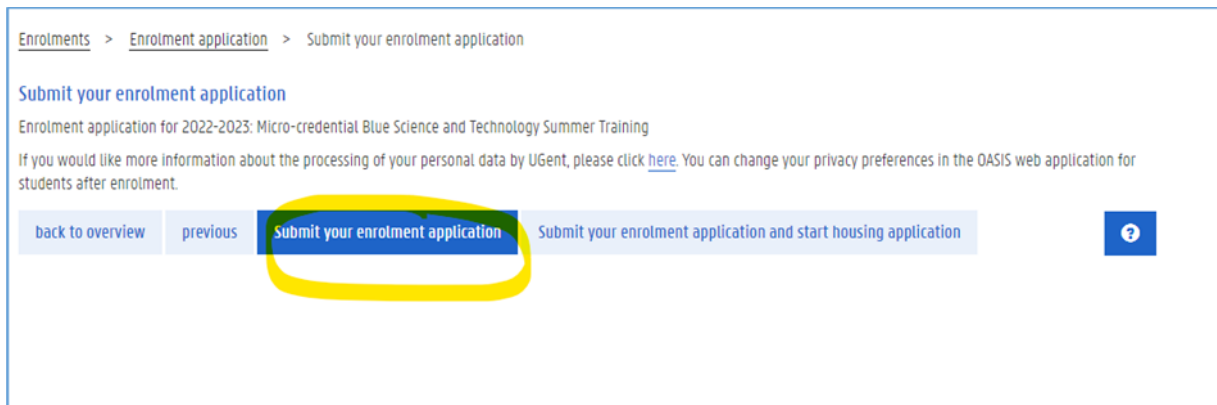 Enrolments > Enrolment application > Submit your enrolment application
Submit your enrolment application
Enrolment application for 2022-2023: Micro-credential Blue Science and Technology Summer Training
If you would like more information about the processing of your personal data by UGent, please click here. You can change your privacy preferences in the OASIS web application for
students after enrolment.
back to overview previous Submit your enrolment application Submit your enrolment application and start housing application ?